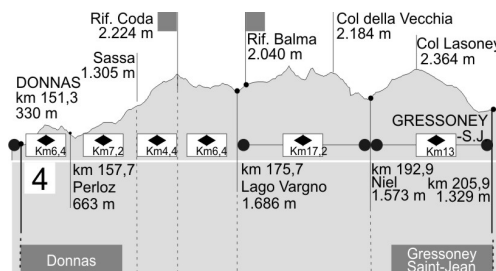 Rif. Coda
2.224 m
Sassa
1.305 m
DONNAS
km 151,3
330 m
Rif. Balma
2.040 m
Col della Vecchia
2.184 m
Col Lasoney
2.364 m
GRESSONEY
-S.J.
Km6,4
Km7,2
Km4,4
Km6,4
Km17,2
Km13
4
km 157,7
Perloz
663 m
km 175,7
Lago Vargno
1.686 m
km 192,9
Niel
1.573 m
km 205,9
1.329 m
Donnas
Gressoney
Saint-Jean